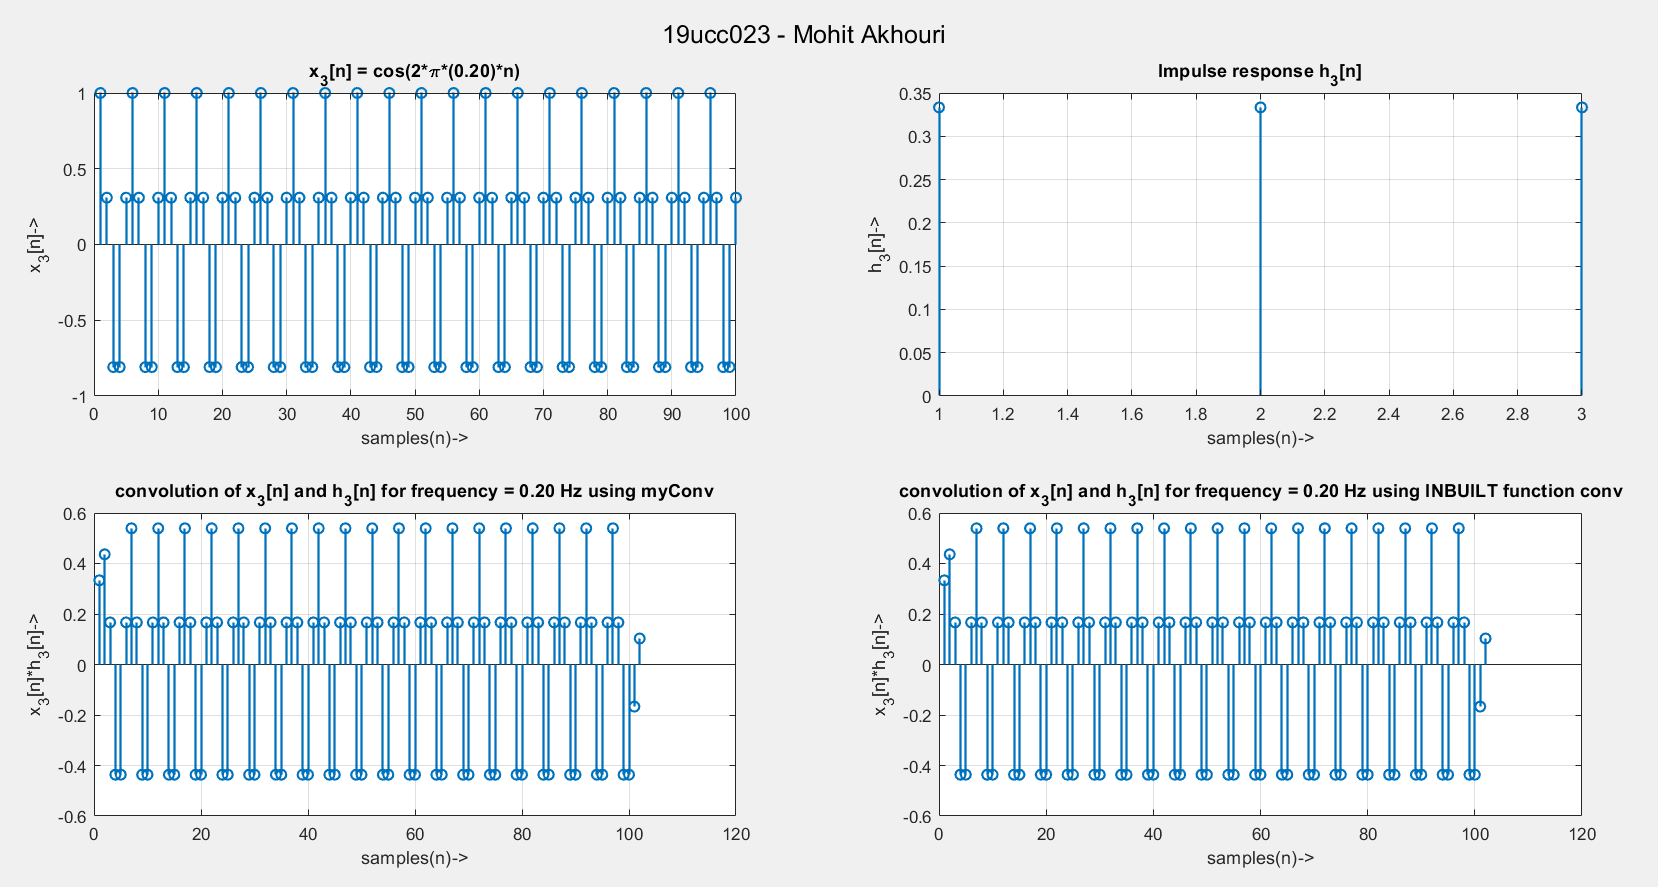 19ucc023 - Mohit Akhouri
x3[n] = cos(2*π*(0.20)*n)
1
0.5
0
-0.5
-1
x3[n]->
0 10 20 30 40 50 60 70 80 90 100
samples(n)->
Impulse response h3[n]
0.35
0.3
0.25
0.2
0.15
0.1
0.05
0
h3[n]->
1 1.2 1.4 1.6 1.8 2 2.2 2.4 2.6 2.8 3
samples(n)->
convolution of x3[n] and h3[n] for frequency = 0.20 Hz using myConv
0.6
0.4
0.2
0
-0.2
-0.4
-0.6
x3[n]*h3[n]->
0 20 40 60 80 100 120
samples(n)->
convolution of x3[n] and h3[n] for frequency = 0.20 Hz using INBUILT function conv
0.6
0.4
0.2
0
-0.2
-0.4
-0.6
x3[n]*h3[n]->
0 20 40 60 80 100 120
samples(n)->